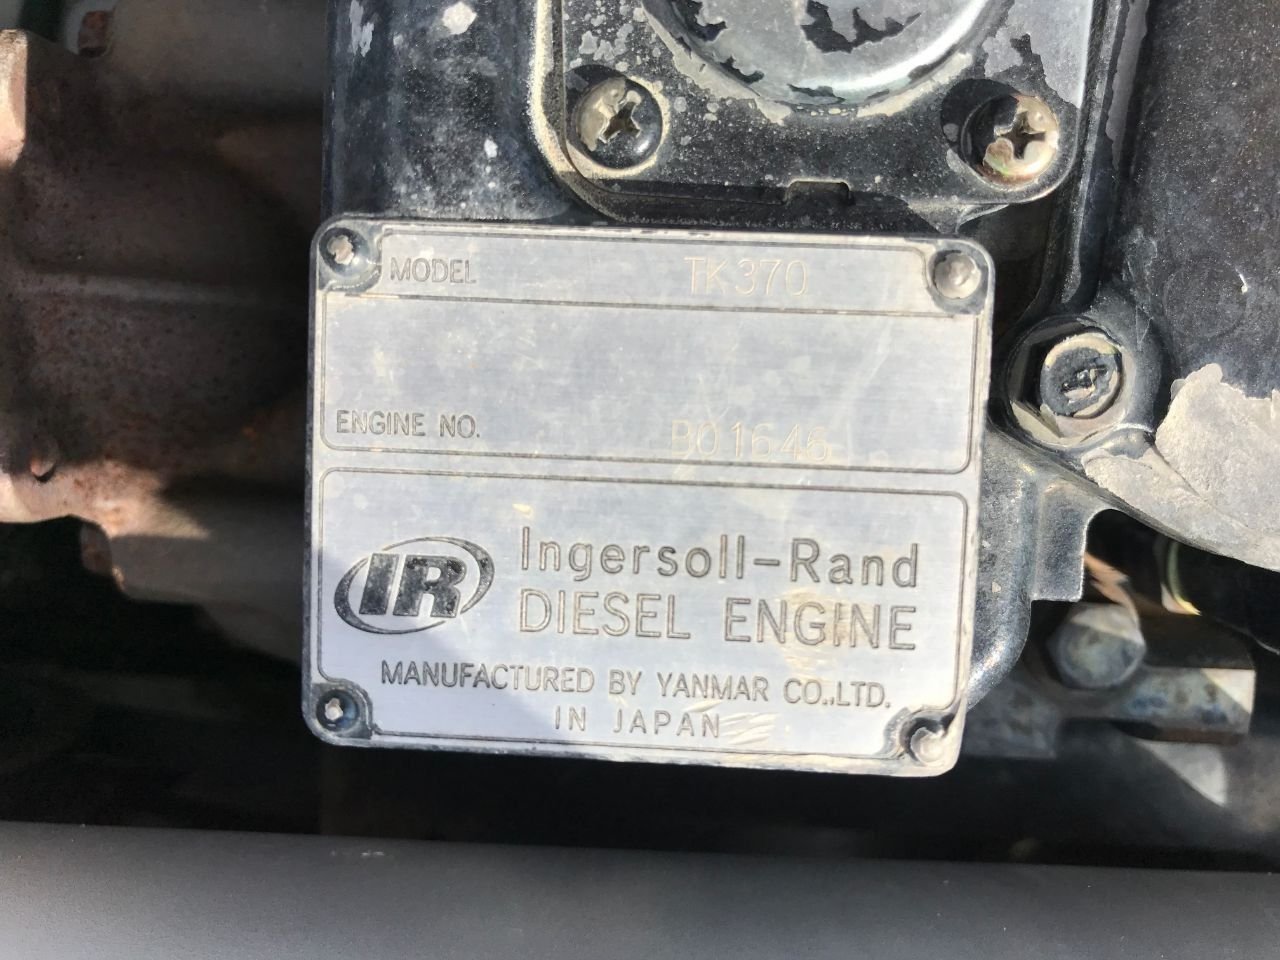 MODEL TK370
ENGINE NO. B01646
IR Ingersoll-Rand
DIESEL ENGINE
MANUFACTURED BY YANMAR CO.,LTD.
IN JAPAN